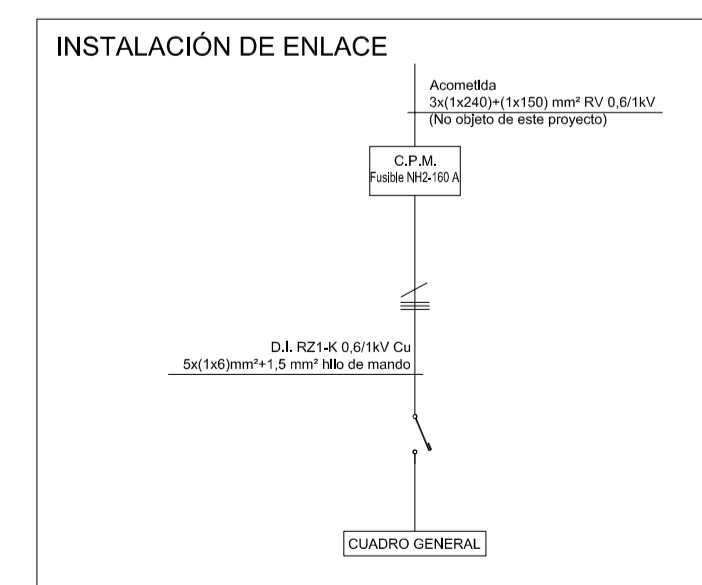 INSTALACIÓN DE ENLACE
Acometida
3x(1x240)+(1x150) mm² RV 0,6/1kV
(No objeto de este proyecto)
C.P.M.
Fusible NH2-160 A
D.I. RZ1-K 0,6/1kV Cu
5x(1x6)mm²+1,5 mm² hilo de mando
CUADRO GENERAL